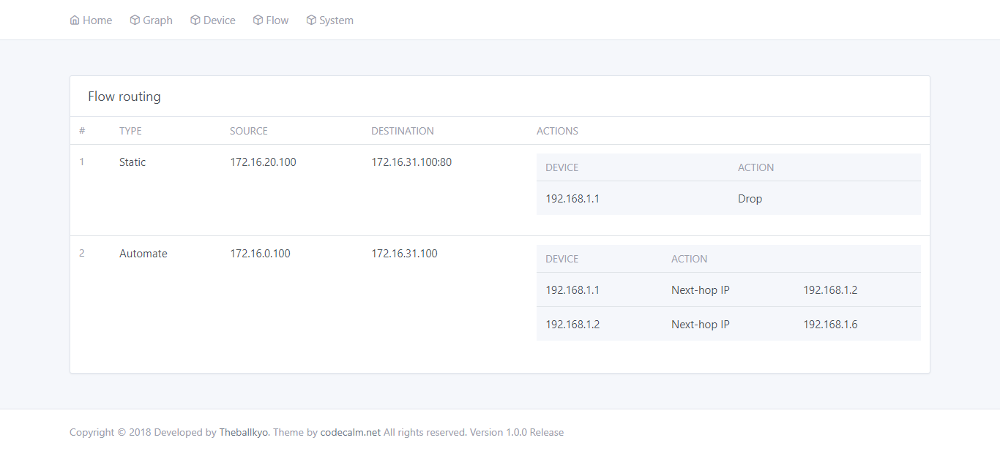 Home Graph Device Flow System
Flow routing
# TYPE SOURCE DESTINATION ACTIONS
1 Static 172.16.20.100 172.16.31.100:80
DEVICE ACTION
192.168.1.1 Drop
2 Automate 172.16.0.100 172.16.31.100
DEVICE ACTION
192.168.1.1 Next-hop IP 192.168.1.2
192.168.1.2 Next-hop IP 192.168.1.6
Copyright © 2018 Developed by Theballkyo. Theme by codecalm.net All rights reserved. Version 1.0.0 Release